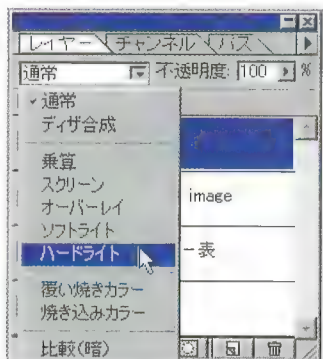 レイヤー チャンネル パス
通常 不透明度: 100 %
通常
ディザ合成
乗算
スクリーン
オーバーレイ
ソフトライト
image
ハードライト
ー表
覆い焼きカラー
焼き込みカラー
比較(暗)